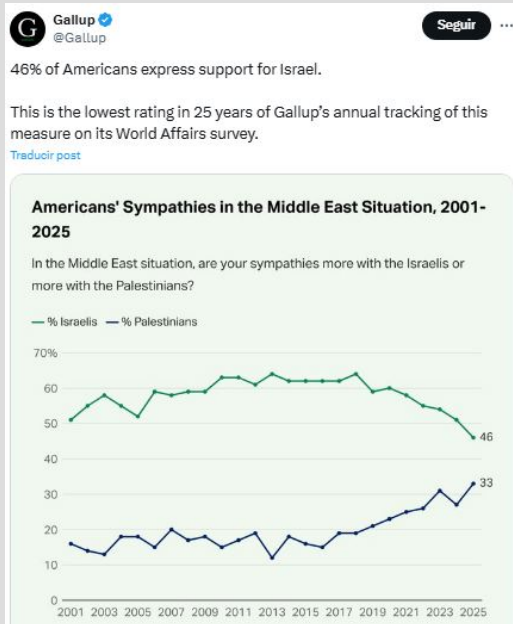 Gallup
@Gallup
Seguir
46% of Americans express support for Israel.
This is the lowest rating in 25 years of Gallup's annual tracking of this
measure on its World Affairs survey.
Traducir post
Americans' Sympathies in the Middle East Situation, 2001-
2025
In the Middle East situation, are your sympathies more with the Israelis or
more with the Palestinians?
% Israelis % Palestinians
70%
60
50
46
40
33
30
20
10
0
2001 2003 2005 2007 2009 2011 2013 2015 2017 2019 2021 2023 2025